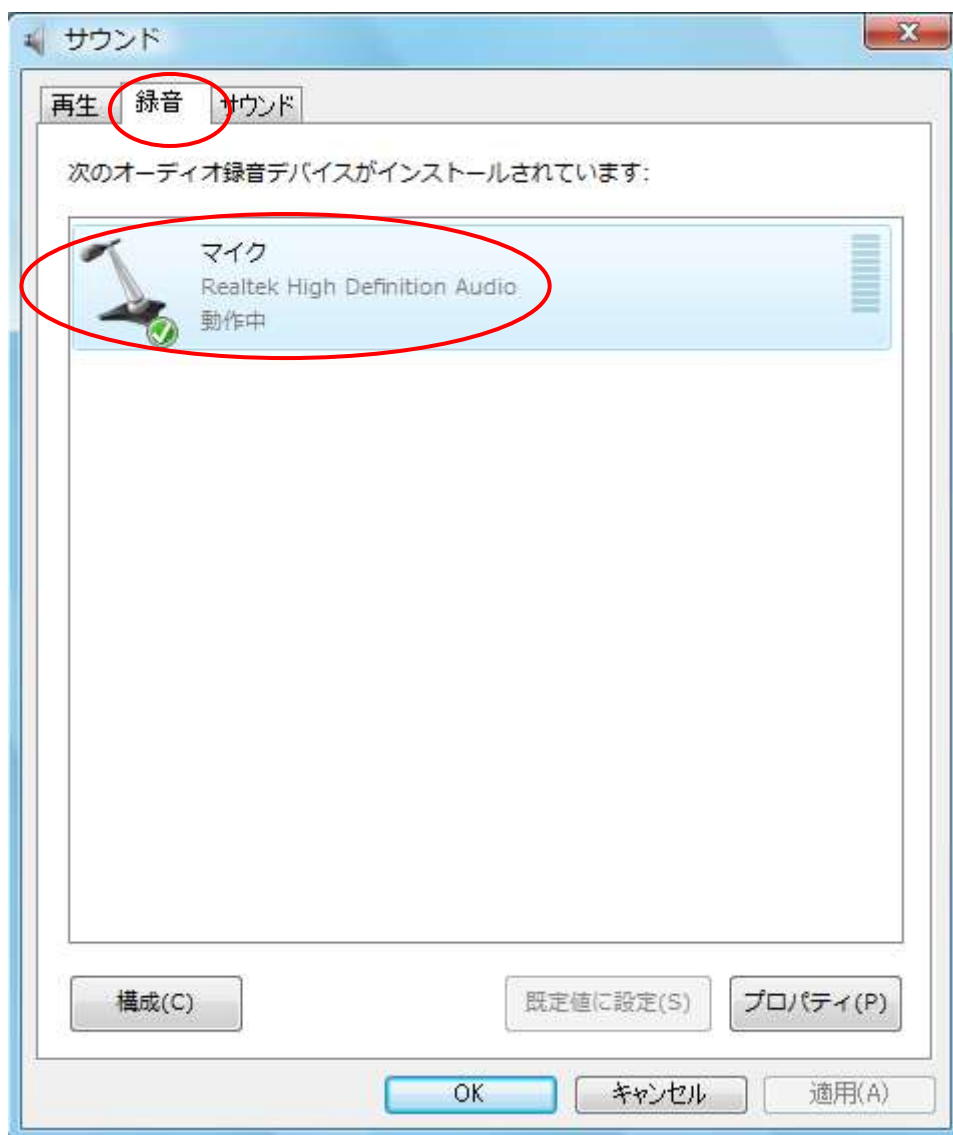 サウンド
再生 録音 サウンド
次のオーディオ録音デバイスがインストールされています:
マイク
Realtek High Definition Audio
動作中
構成(C) 既定値に設定(S) プロパティ(P)
OK キャンセル 適用(A)